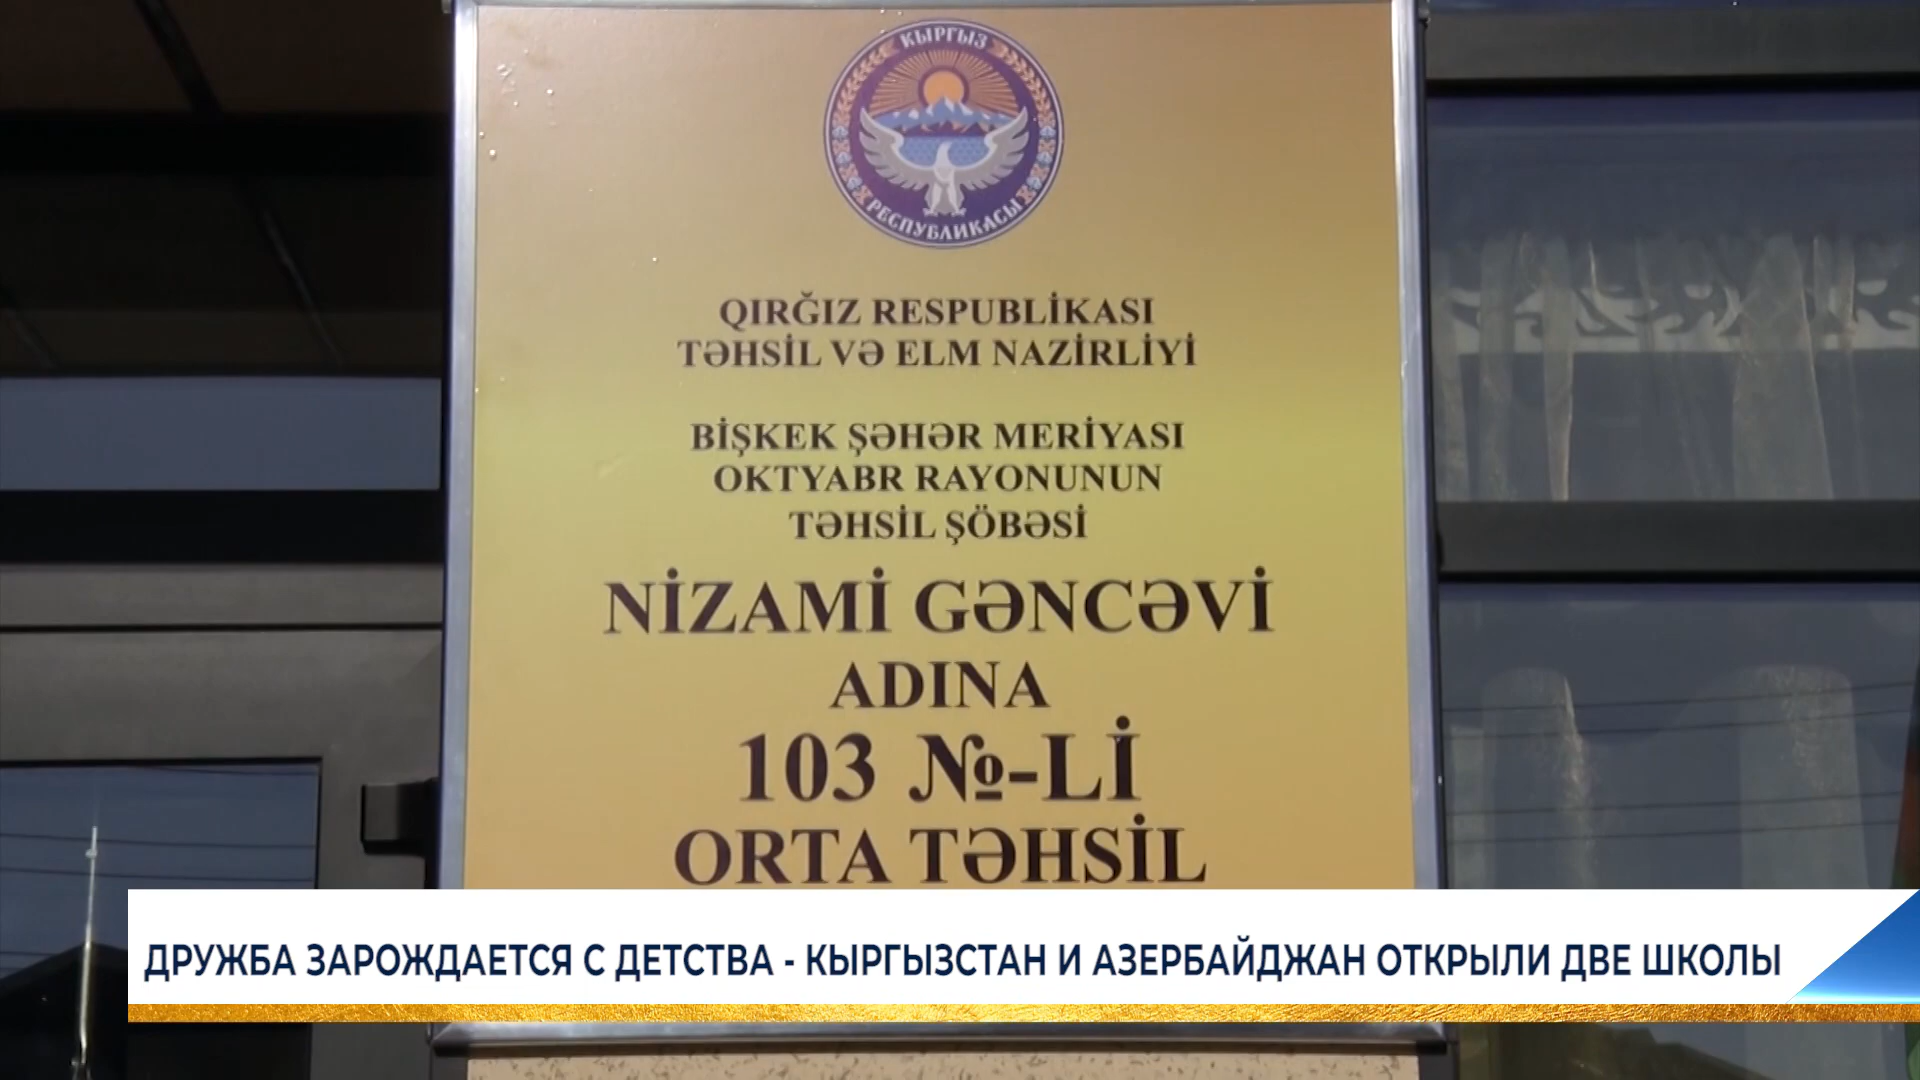 КЫРГЫЗ
РЕСПУБЛИКАСЫ
QIRĞIZ RESPUBLİKASI
TƏHSİL VƏ ELM NAZİRLİYİ
BİŞKEK ŞƏHƏR MERİYASI
OKTYABR RAYONUNUN
TƏHSİL ŞÖBƏSİ
NİZAMİ GƏNCƏVİ
ADINA
103 №-Lİ
ORTA TƏHSİL
ДРУЖБА ЗАРОЖДАЕТСЯ С ДЕТСТВА - КЫРГЫЗСТАН И АЗЕРБАЙДЖАН ОТКРЫЛИ ДВЕ ШКОЛЫ